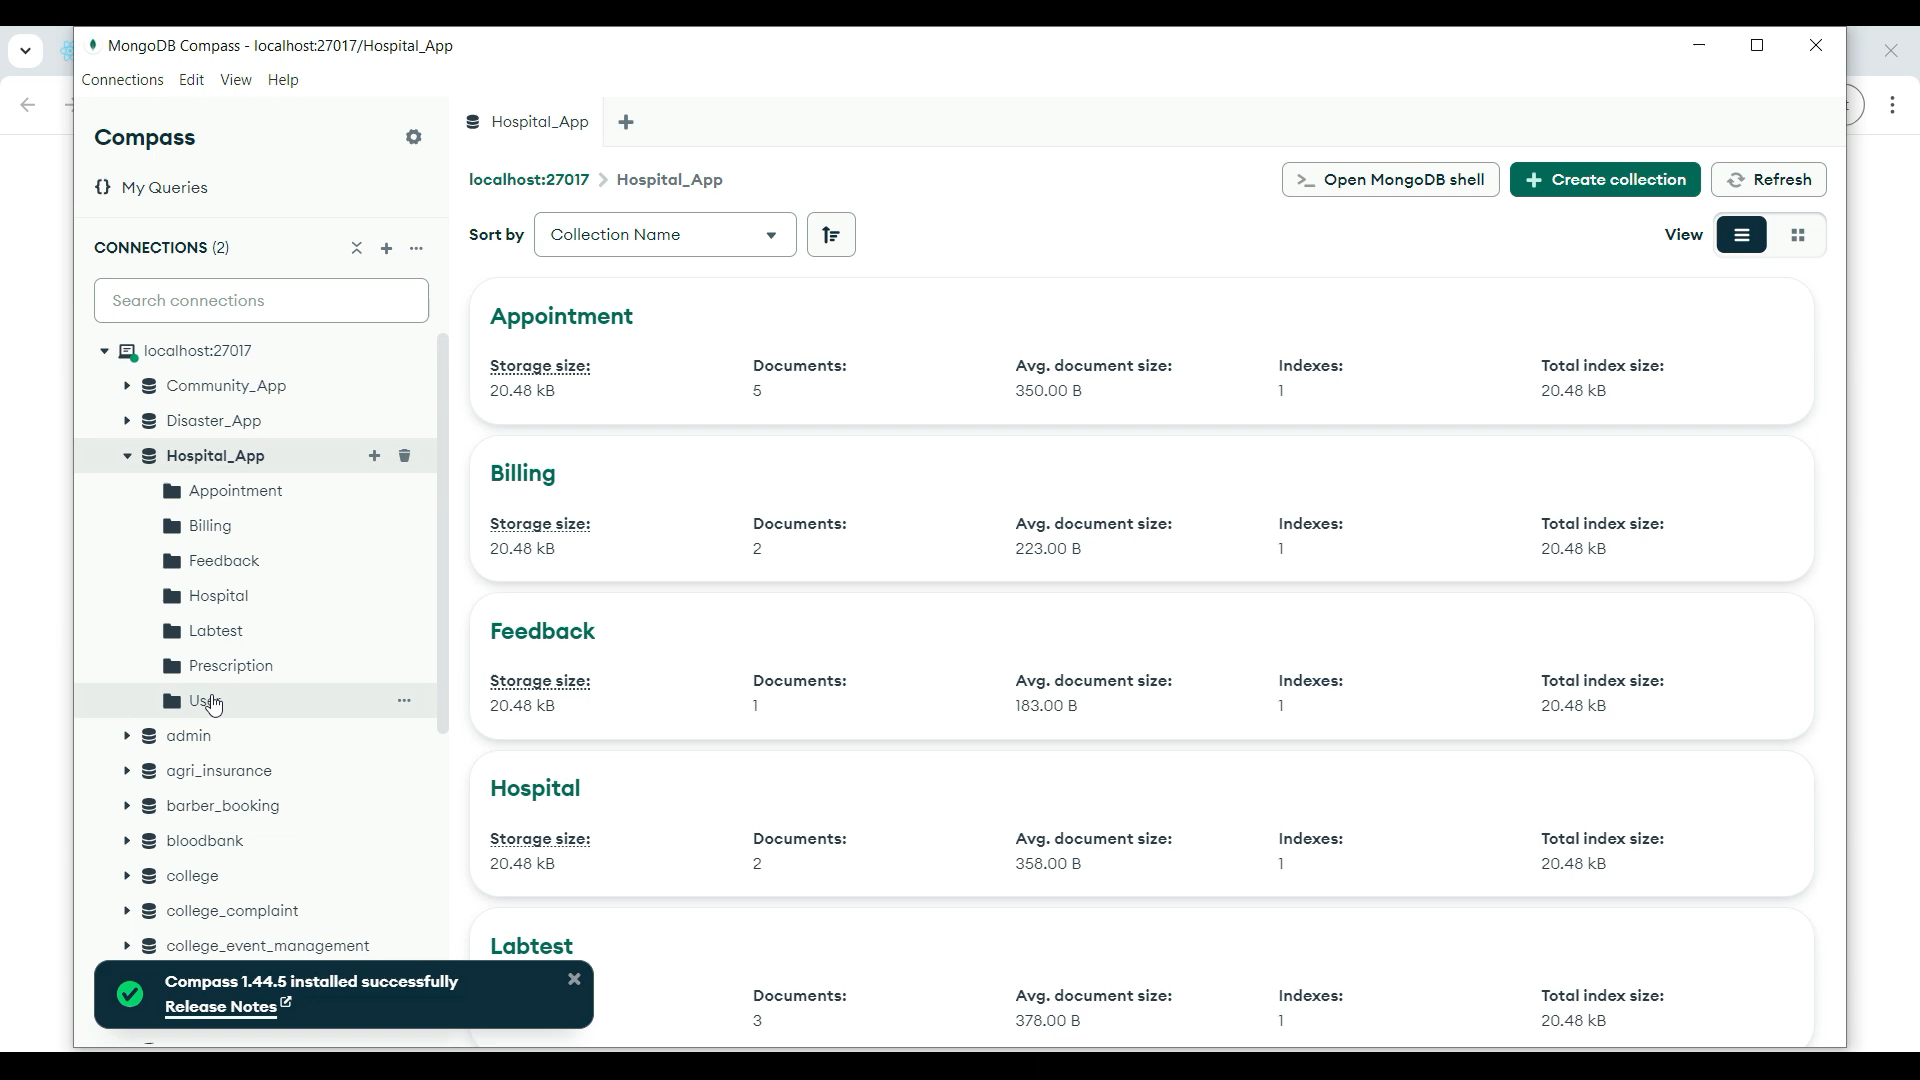 MongoDB Compass - localhost:27017/Hospital_App
Connections Edit View Help
Compass
{} My Queries
CONNECTIONS (2)
Search connections
localhost:27017
Community_App
Disaster_App
Hospital_App
Appointment
Billing
Feedback
Hospital
Labtest
Prescription
User
admin
agri_insurance
barber_booking
bloodbank
college
college_complaint
college_event_management
Compass 1.44.5 installed successfully
Release Notes
Hospital_App
localhost:27017 > Hospital_App
>_ Open MongoDB shell
+ Create collection
Refresh
Sort by Collection Name
View
Appointment
Storage size: Documents: Avg. document size: Indexes: Total index size:
20.48 kB 5 350.00 B 1 20.48 kB
Billing
Storage size: Documents: Avg. document size: Indexes: Total index size:
20.48 kB 2 223.00 B 1 20.48 kB
Feedback
Storage size: Documents: Avg. document size: Indexes: Total index size:
20.48 kB 1 183.00 B 1 20.48 kB
Hospital
Storage size: Documents: Avg. document size: Indexes: Total index size:
20.48 kB 2 358.00 B 1 20.48 kB
Labtest
Documents: Avg. document size: Indexes: Total index size:
3 378.00 B 1 20.48 kB